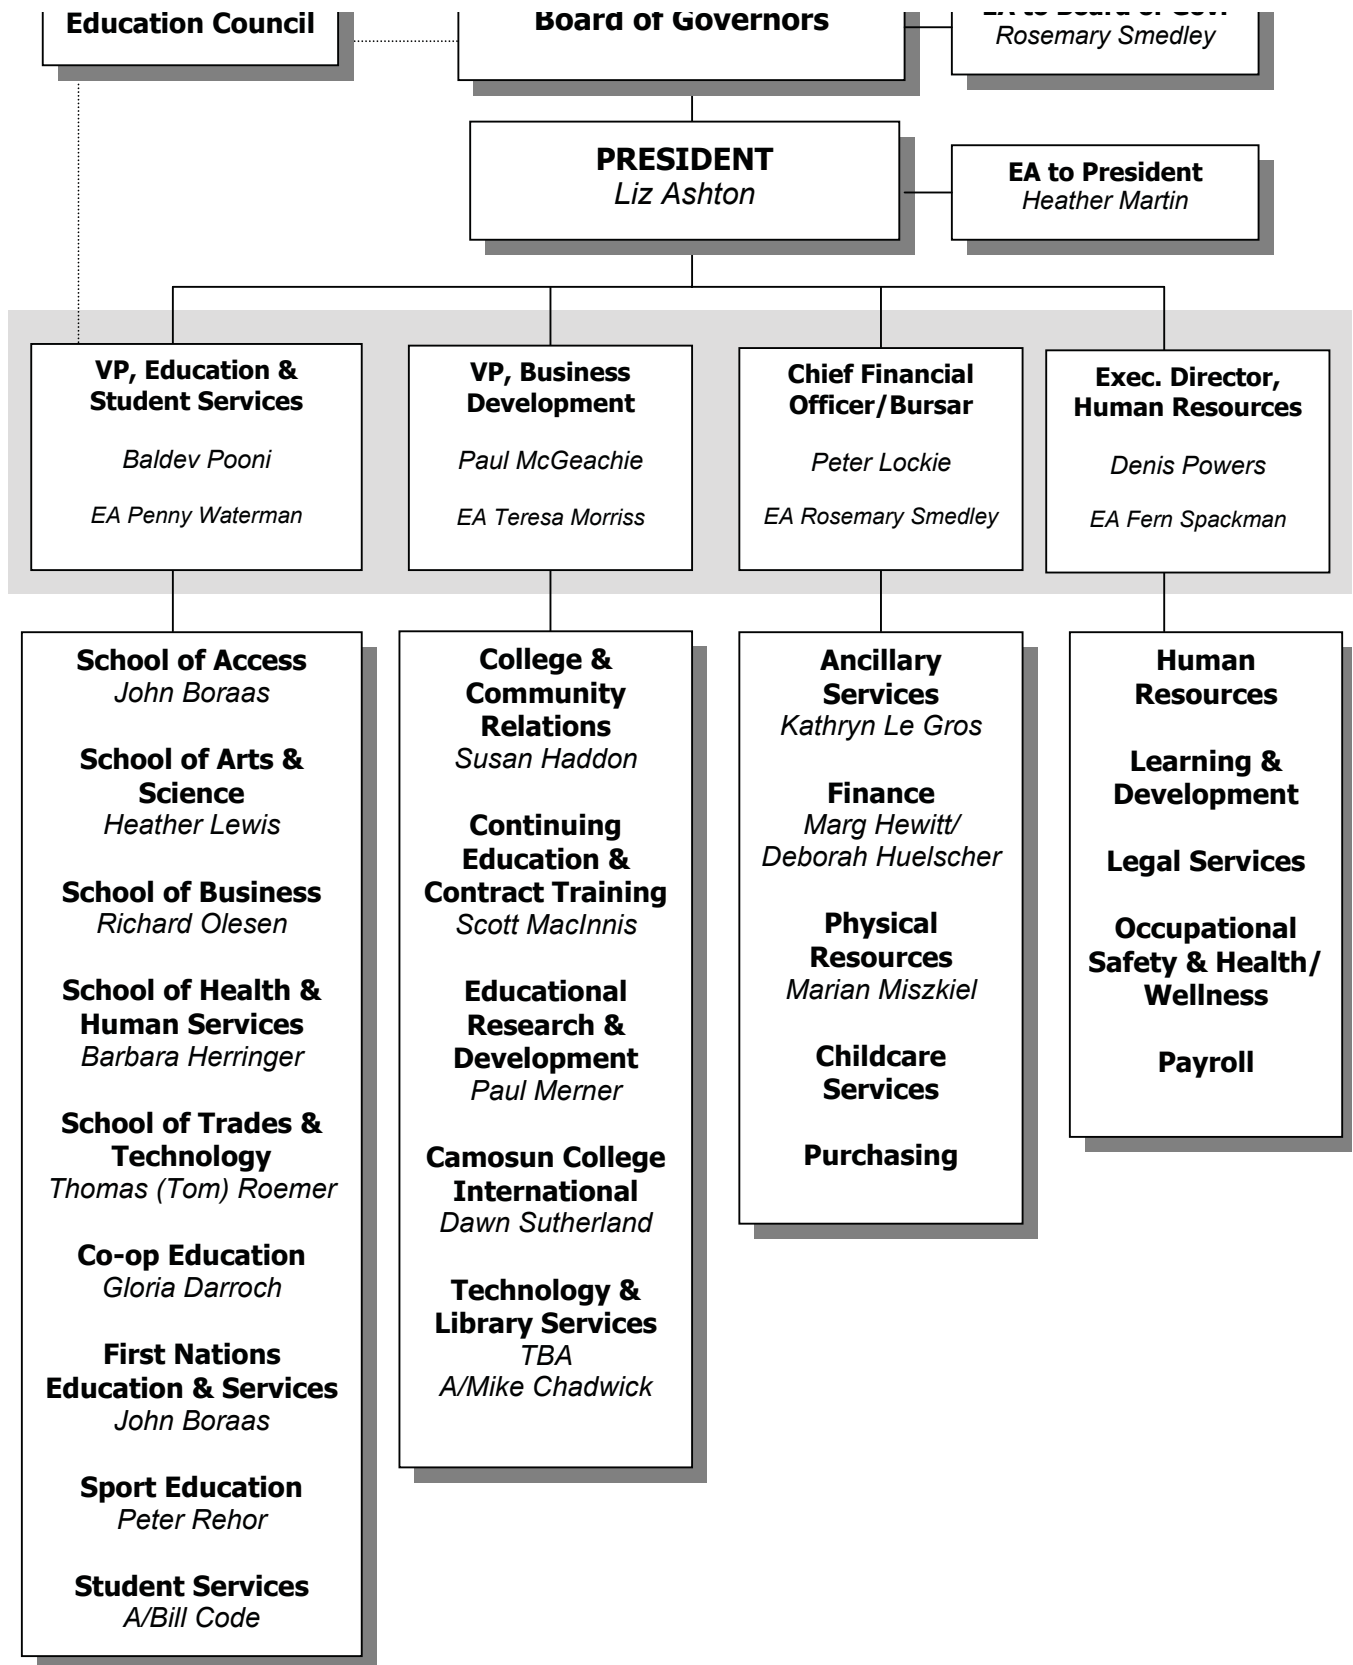 Education Council
Board of Governors
EA to Board of Gov.
Rosemary Smedley
PRESIDENT
Liz Ashton
EA to President
Heather Martin
VP, Education &
Student Services
Baldev Pooni
EA Penny Waterman
VP, Business
Development
Paul McGeachie
EA Teresa Morriss
Chief Financial
Officer/Bursar
Peter Lockie
EA Rosemary Smedley
Exec. Director,
Human Resources
Denis Powers
EA Fern Spackman
School of Access
John Boraas
School of Arts &
Science
Heather Lewis
School of Business
Richard Olesen
School of Health &
Human Services
Barbara Herringer
School of Trades &
Technology
Thomas (Tom) Roemer
Co-op Education
Gloria Darroch
First Nations
Education & Services
John Boraas
Sport Education
Peter Rehor
Student Services
A/Bill Code
College &
Community
Relations
Susan Haddon
Continuing
Education &
Contract Training
Scott MacInnis
Educational
Research &
Development
Paul Merner
Camosun College
International
Dawn Sutherland
Technology &
Library Services
TBA
A/Mike Chadwick
Ancillary
Services
Kathryn Le Gros
Finance
Marg Hewitt/
Deborah Huelscher
Physical
Resources
Marian Miszkiel
Childcare
Services
Purchasing
Human
Resources
Learning &
Development
Legal Services
Occupational
Safety & Health/
Wellness
Payroll